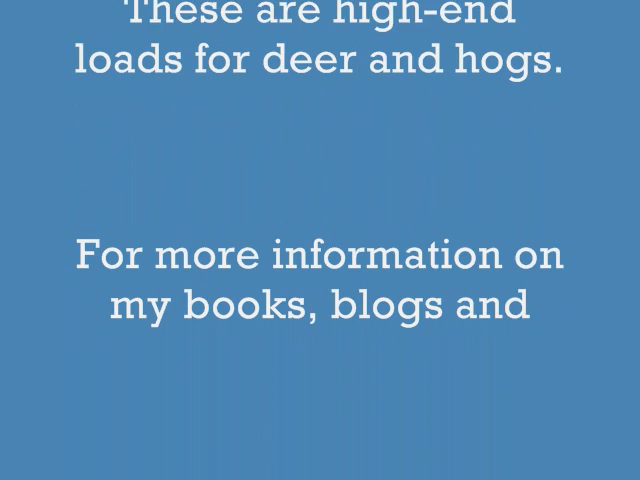 These are high-end
loads for deer and hogs.
For more information on
my books, blogs and